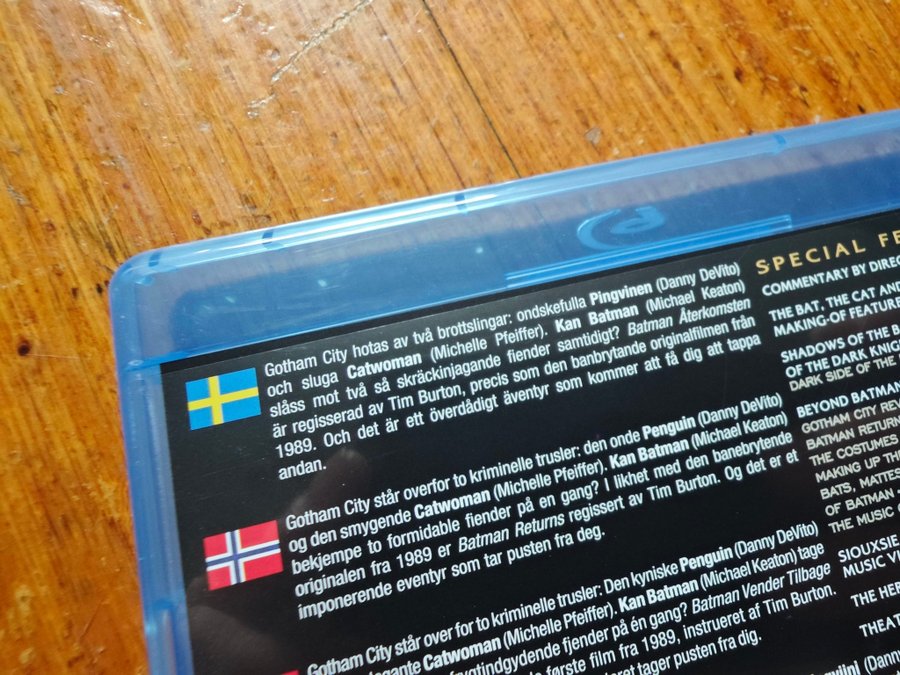 Gotham City hotas av två brottslingar: ondskefulla Pingvinen (Danny DeVito)
och sluga Catwoman (Michelle Pfeiffer). Kan Batman (Michael Keaton)
slåss mot två så skräckinjagande fiender samtidigt? Batman Återkomsten
är regisserad av Tim Burton, precis som den banbrytande originalfilmen från
1989. Och det är ett överdådigt äventyr som kommer att få dig att tappa
andan.
Gotham City står overfor to kriminelle trusler: den onde Penguin (Danny DeVito)
og den smygende Catwoman (Michelle Pfeiffer). Kan Batman (Michael Keaton)
bekjempe to formidable fiender på en gang? I likhet med den banebrytende
originalen fra 1989 er Batman Returns regissert av Tim Burton. Og det er et
imponerende eventyr som tar pusten fra deg.
Gotham City står over for to kriminelle trusler: Den kyniske Penguin (Danny DeVito)
Catwoman (Michelle Pfeiffer). Kan Batman (Michael Keaton) tage
frygtindgydende fjender på én gang? Batman Vender Tilbage
første film fra 1989, instrueret af Tim Burton.
tager pusten fra dig.
(Danny
SPECIAL FE
COMMENTARY BY DIREC
THE BAT, THE CAT AND
MAKING-OF FEATURE
SHADOWS OF THE B
OF THE DARK KNIG
DARK SIDE OF THE
BEYOND BATMAN
GOTHAM CITY REV
BATMAN RETURN
THE COSTUMES
MAKING UP THE
BATS, MATTES
OF BATMAN
THE MUSIC O
SIOUXSIE
MUSIC VI
THE HER
THEAT